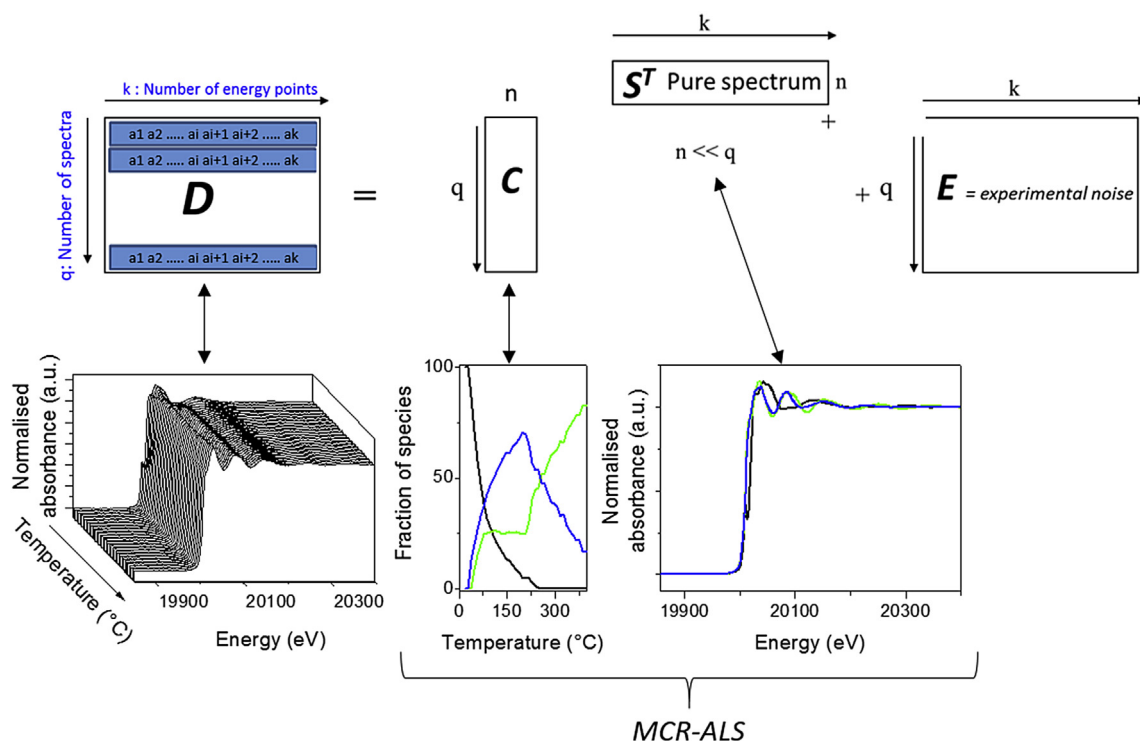 k
S^T Pure spectrum
n
+
n << q
k : Number of energy points
q: Number of spectra
a1 a2 ..... ai ai+1 ai+2 ..... ak
a1 a2 ..... ai ai+1 ai+2 ..... ak
D
a1 a2 ..... ai ai+1 ai+2 ..... ak
=
n
q
C
k
+ q
E = experimental noise
Normalised
absorbance (a.u.)
Temperature (°C)
19900 20100 20300
Energy (eV)
Fraction of species
100
50
0
0 150 300
Temperature (°C)
Normalised
absorbance (a.u.)
19900 20100 20300
Energy (eV)
MCR-ALS